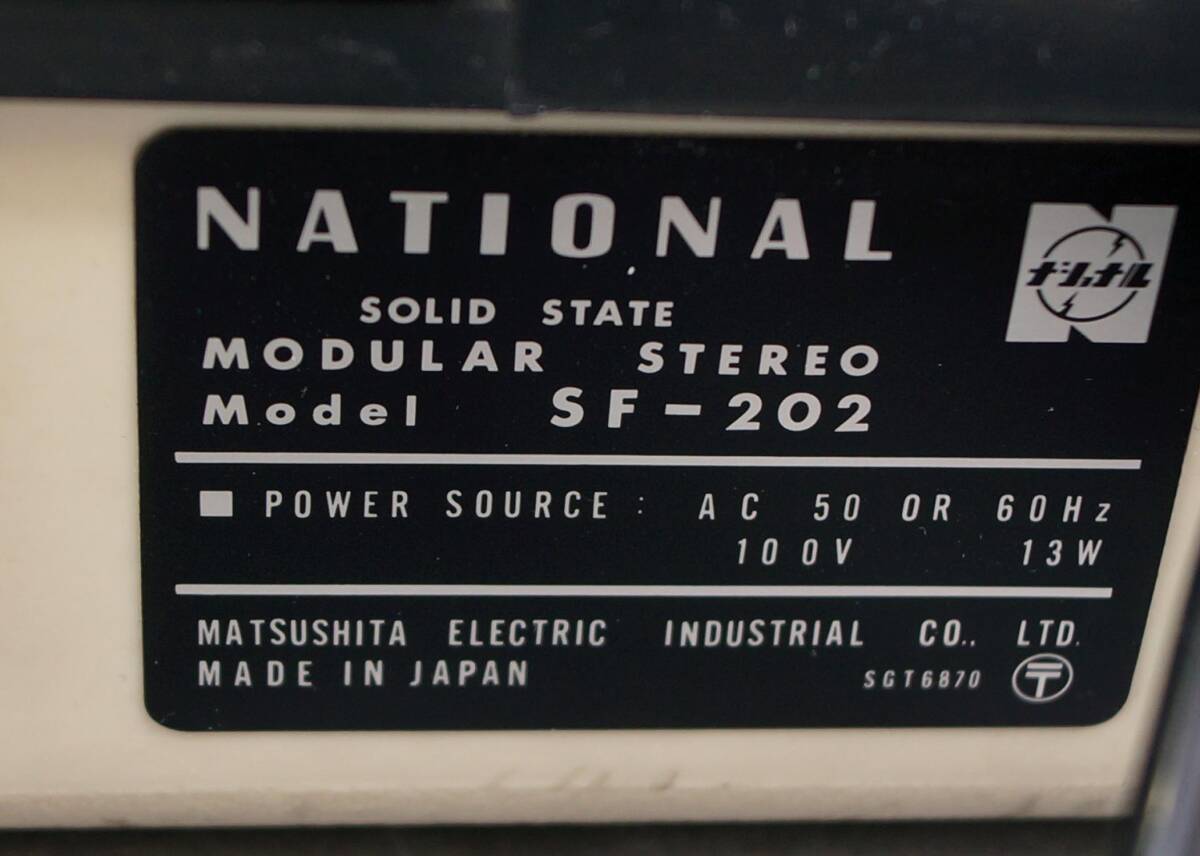 NATIONAL
ナショナル
SOLID STATE
MODULAR STEREO
Model SF-202
■ POWER SOURCE : AC 50 OR 60Hz
100V 13W
MATSUSHITA ELECTRIC INDUSTRIAL CO., LTD.
MADE IN JAPAN SGT6870 〒